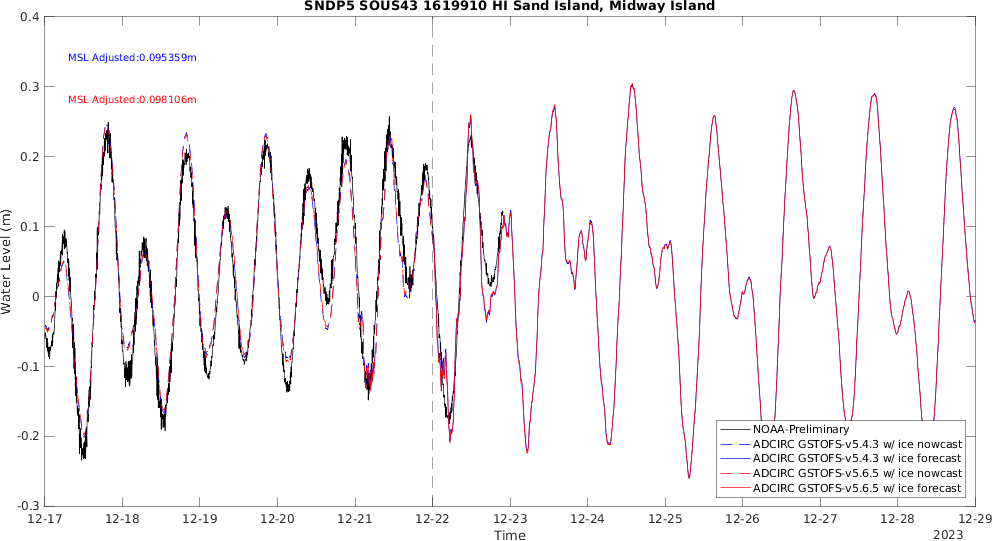 SNDP5 SOUS43 1619910 HI Sand Island, Midway Island
MSL Adjusted:0.095359m
MSL Adjusted:0.098106m
Water Level (m)
0.4
0.3
0.2
0.1
0
-0.1
-0.2
-0.3
NOAA-Preliminary
ADCIRC GSTOFS-v5.4.3 w/ ice nowcast
ADCIRC GSTOFS-v5.4.3 w/ ice forecast
ADCIRC GSTOFS-v5.6.5 w/ ice nowcast
ADCIRC GSTOFS-v5.6.5 w/ ice forecast
12-17 12-18 12-19 12-20 12-21 12-22 12-23 12-24 12-25 12-26 12-27 12-28 12-29
Time
2023